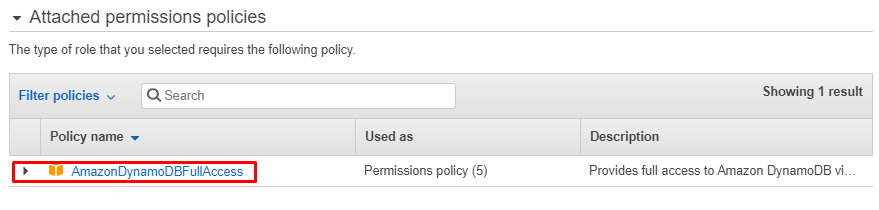 Attached permissions policies
The type of role that you selected requires the following policy.
Filter policies Search Showing 1 result
Policy name Used as Description
AmazonDynamoDBFullAccess Permissions policy (5) Provides full access to Amazon DynamoDB vi...